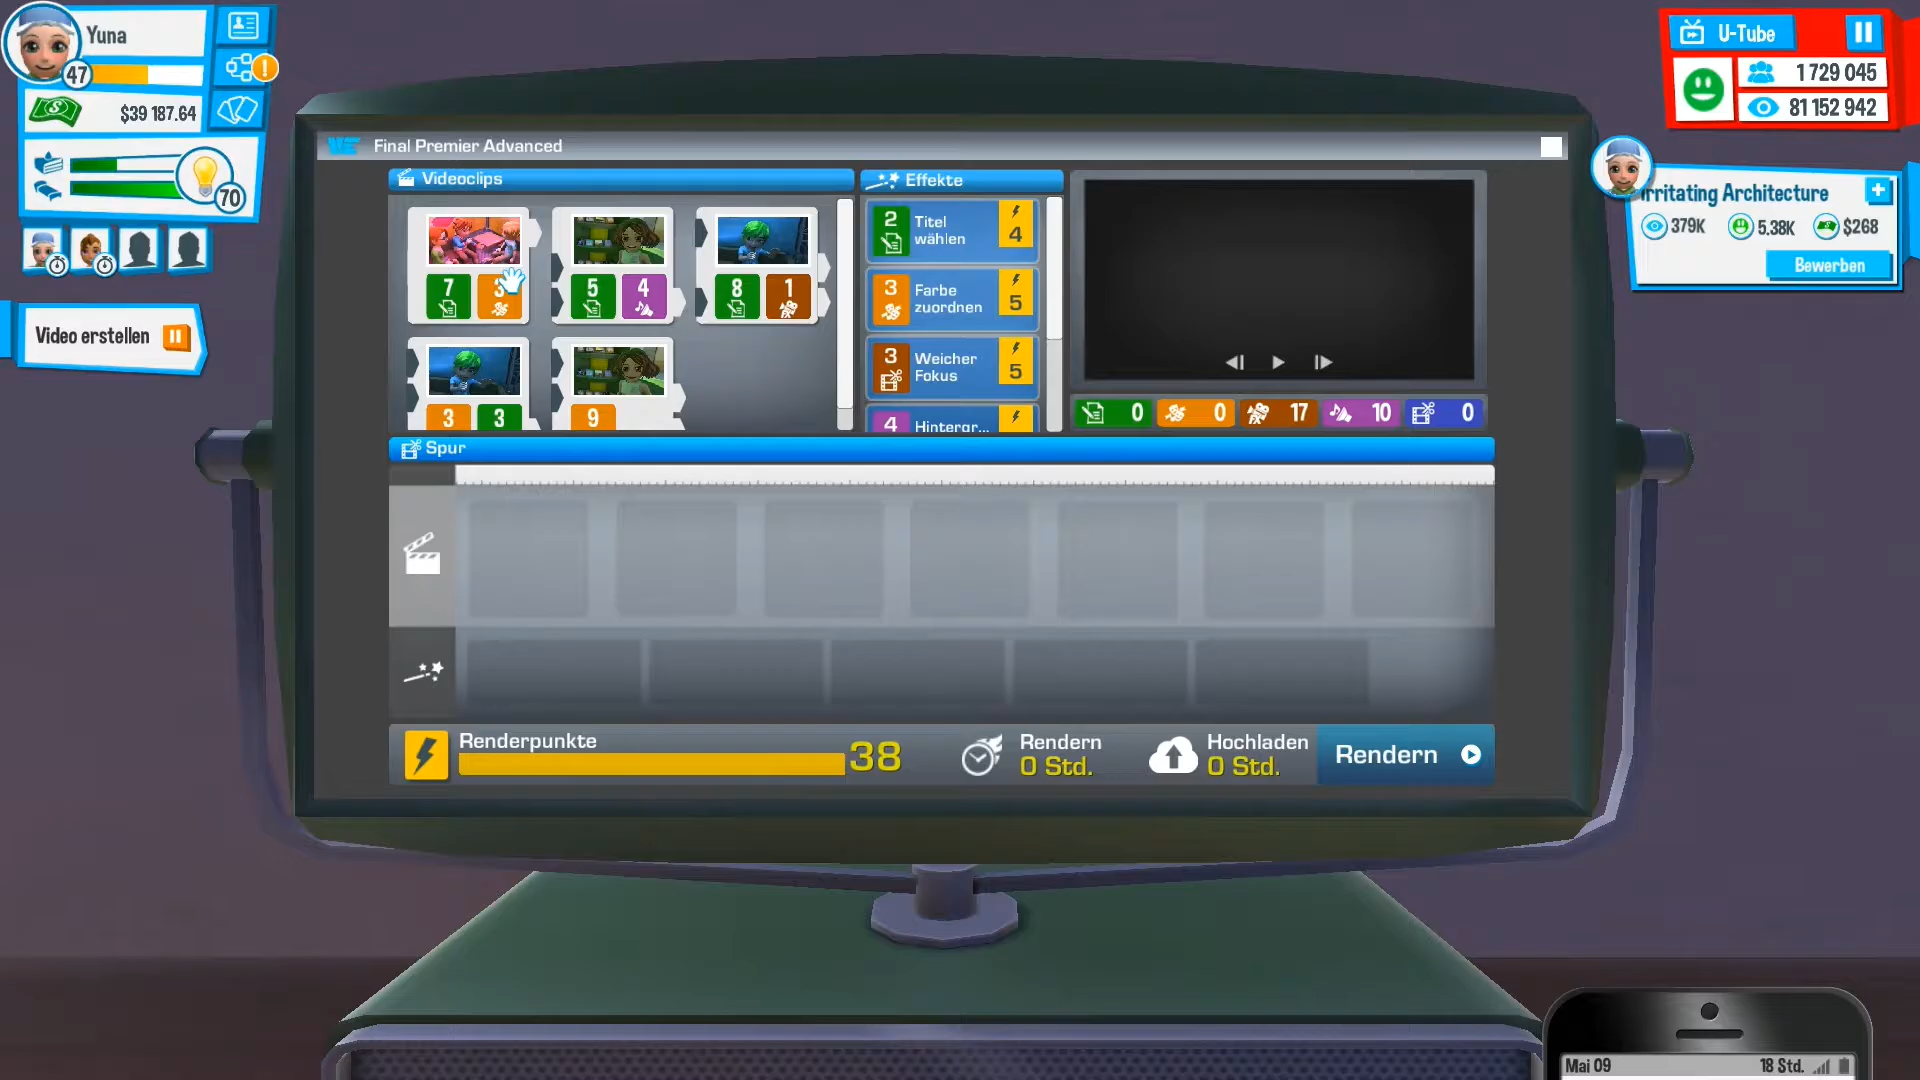 Yuna
47
$39 187.64
70
Video erstellen
U-Tube
1 729 045
81 152 942
Irritating Architecture
379K
5.38K
$268
Bewerben
Final Premier Advanced
Videoclips
7
3
5
4
8
1
3
3
9
Effekte
2
Titel
wählen
4
3
Farbe
zuordnen
5
3
Weicher
Fokus
5
4
Hintergr...
0
0
17
10
0
Spur
Renderpunkte
38
Rendern
0 Std.
Hochladen
0 Std.
Rendern
Mai 09
18 Std.